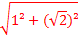 √(1² + (√2)²)